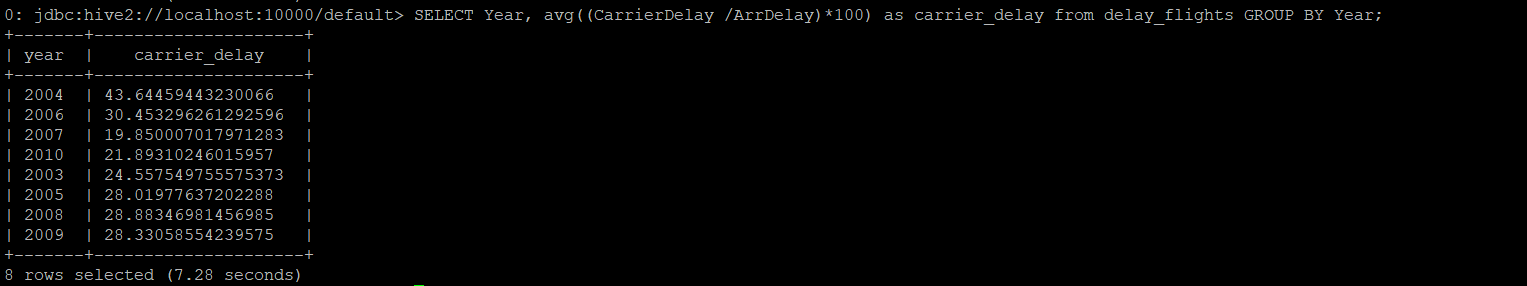 0: jdbc:hive2://localhost:10000/default> SELECT Year, avg((CarrierDelay /ArrDelay)*100) as carrier_delay from delay_flights GROUP BY Year;
+-------+---------------------+
| year  |    carrier_delay    |
+-------+---------------------+
| 2004  | 43.64459443230066   |
| 2006  | 30.453296261292596  |
| 2007  | 19.850007017971283  |
| 2010  | 21.89310246015957   |
| 2003  | 24.557549755575373  |
| 2005  | 28.01977637202288   |
| 2008  | 28.88346981456985   |
| 2009  | 28.33058554239575   |
+-------+---------------------+
8 rows selected (7.28 seconds)